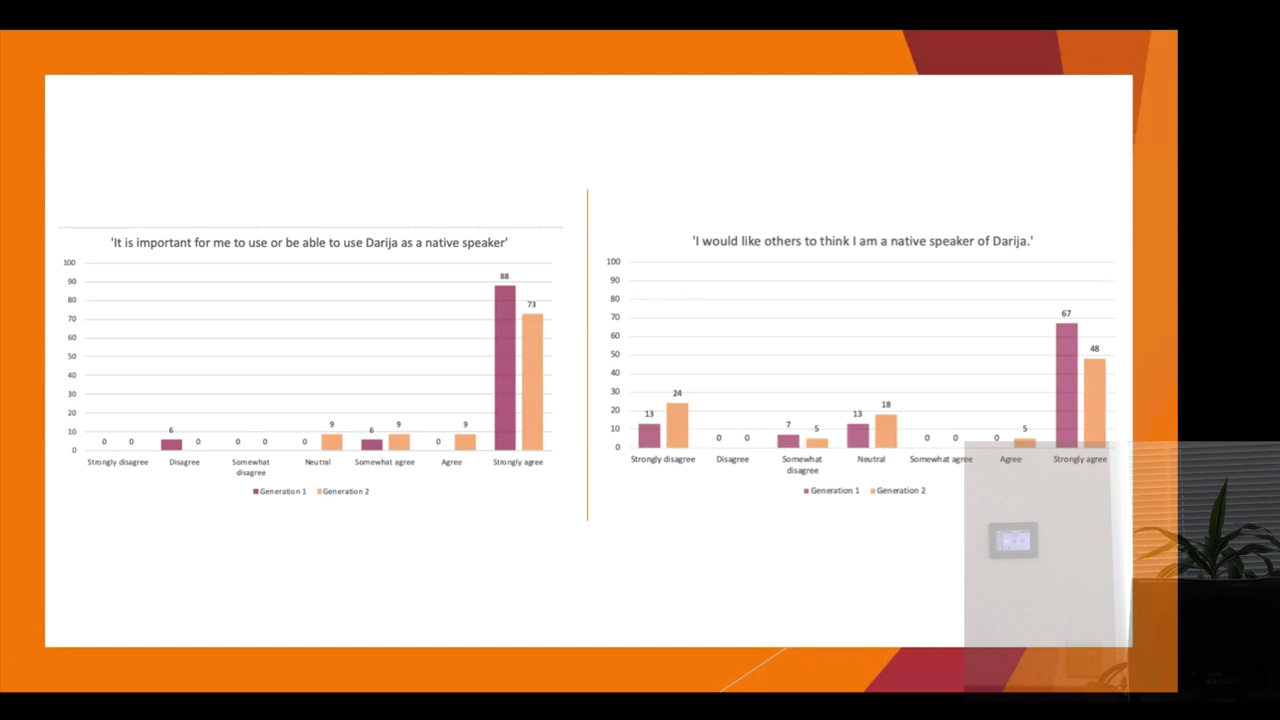 'It is important for me to use or be able to use Darija as a native speaker'
100
90
80
70
60
50
40
30
20
10
0
0 0 6 0 0 0 0 9 6 9 0 9 88 73
Strongly disagree Disagree Somewhat disagree Neutral Somewhat agree Agree Strongly agree
Generation 1 Generation 2
'I would like others to think I am a native speaker of Darija.'
100
90
80
70
60
50
40
30
20
10
0
13 24 0 0 7 5 13 18 0 0 0 5 67 48
Strongly disagree Disagree Somewhat disagree Neutral Somewhat agree Agree Strongly agree
Generation 1 Generation 2